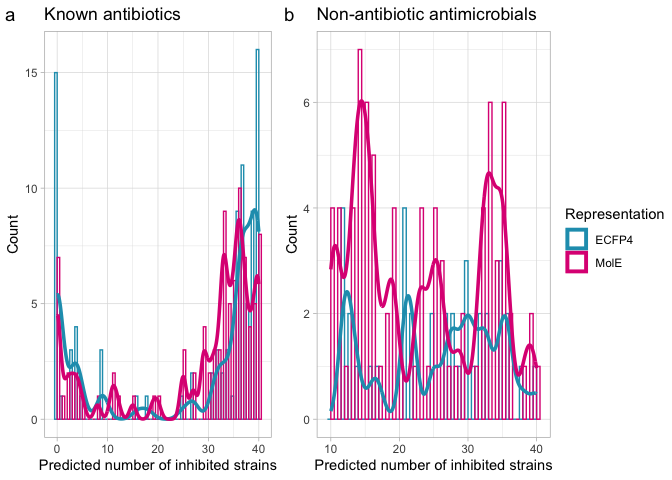 a Known antibiotics
15
10
5
0
Count
0 10 20 30 40
Predicted number of inhibited strains
b Non-antibiotic antimicrobials
6
4
2
0
Count
10 20 30 40
Predicted number of inhibited strains
Representation
ECFP4
MolE